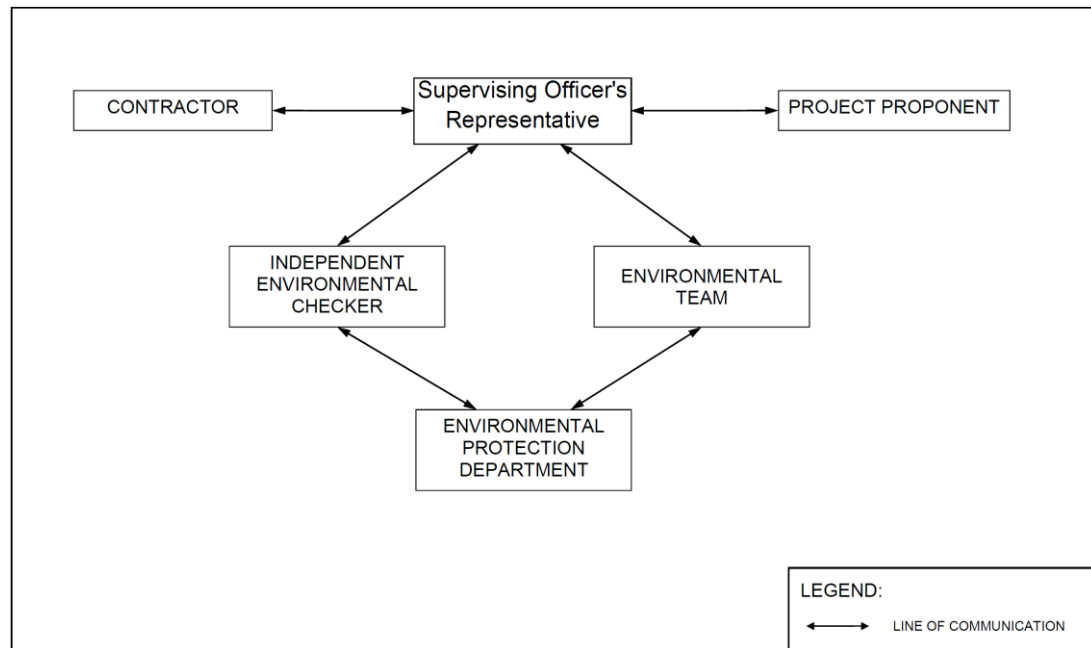 CONTRACTOR
Supervising Officer's
Representative
PROJECT PROPONENT
INDEPENDENT
ENVIRONMENTAL
CHECKER
ENVIRONMENTAL
TEAM
ENVIRONMENTAL
PROTECTION
DEPARTMENT
LEGEND:
LINE OF COMMUNICATION